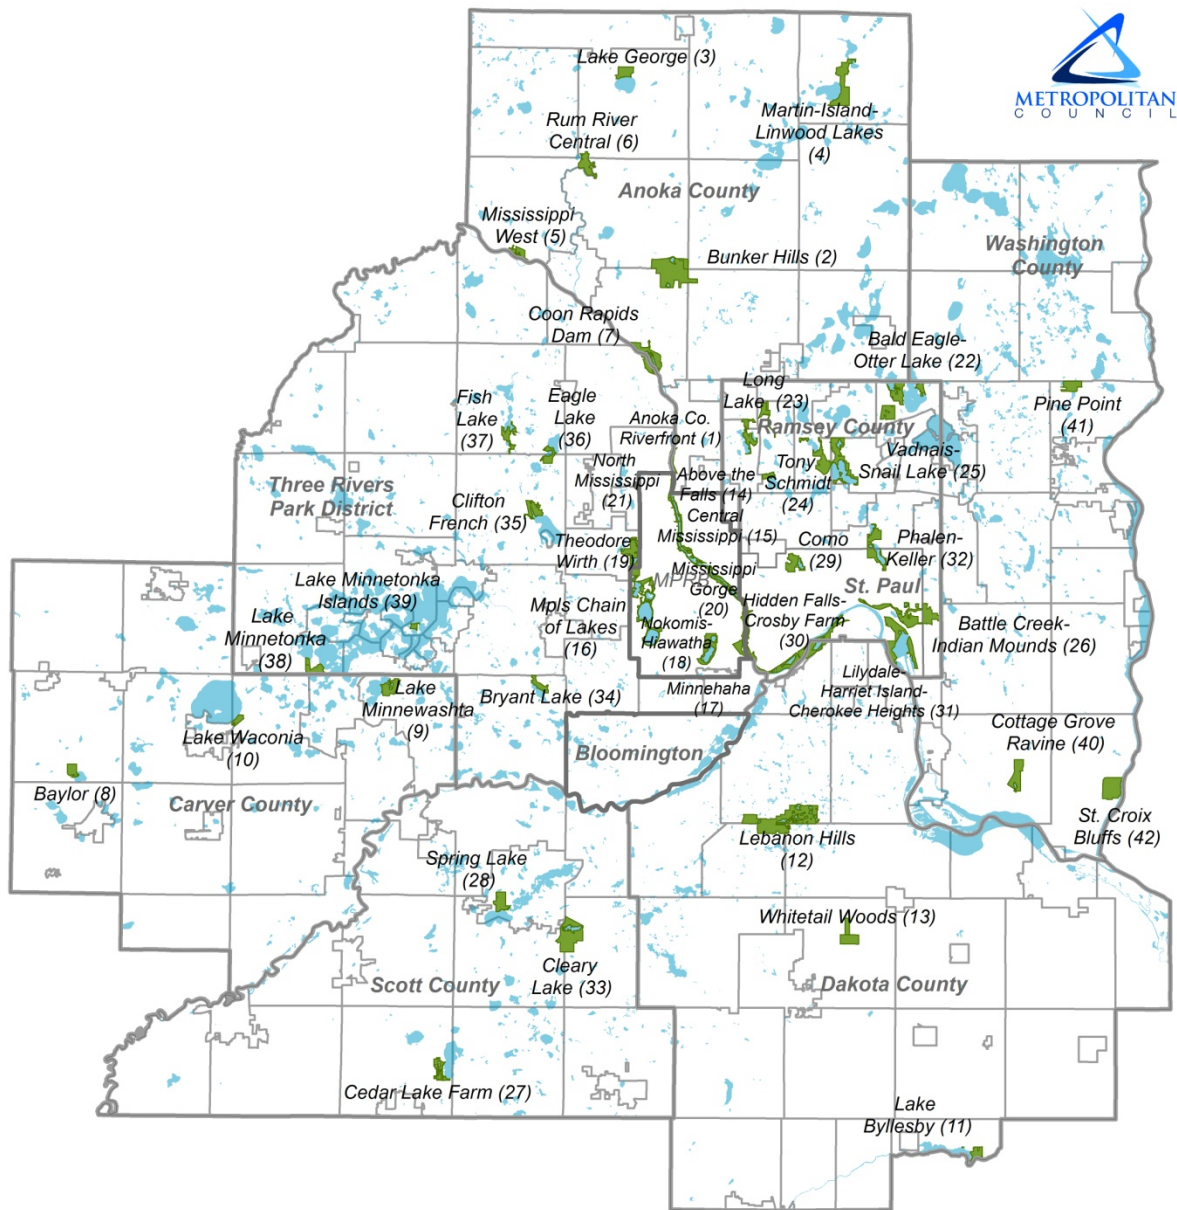 METROPOLITAN
COUNCIL
Lake George (3)
Martin-Island-
Linwood Lakes
(4)
Rum River
Central (6)
Anoka County
Mississippi
West (5)
Washington
County
Bunker Hills (2)
Coon Rapids
Dam (7)
Bald Eagle-
Otter Lake (22)
Long
Lake (23)
Fish
Lake
(37)
Eagle
Lake
(36)
Anoka Co.
Riverfront (1)
Ramsey County
Pine Point
(41)
Vadnais-
Snail Lake (25)
North
Mississippi
(21)
Above the
Falls (14)
Tony
Schmidt
(24)
Three Rivers
Park District
Clifton
French (35)
Central
Mississippi (15)
Theodore
Wirth (19)
Como
(29)
Phalen-
Keller (32)
Mississippi
Gorge
(20)
MPRB
St. Paul
Lake Minnetonka
Islands (39)
Lake
Minnetonka
(38)
Mpls Chain
of Lakes
(16)
Nokomis-
Hiawatha
(18)
Hidden Falls-
Crosby Farm-
(30)
Battle Creek-
Indian Mounds (26)
Lilydale-
Harriet Island-
Cherokee Heights (31)
Minnehaha
(17)
Bryant Lake (34)
Lake
Minnewashta
(9)
Lake Waconia
(10)
Cottage Grove
Ravine (40)
Bloomington
Baylor (8)
Carver County
St. Croix
Bluffs (42)
Lebanon Hills
(12)
Spring Lake
(28)
Whitetail Woods (13)
Cleary
Lake (33)
Scott County
Dakota County
Cedar Lake Farm (27)
Lake
Byllesby (11)